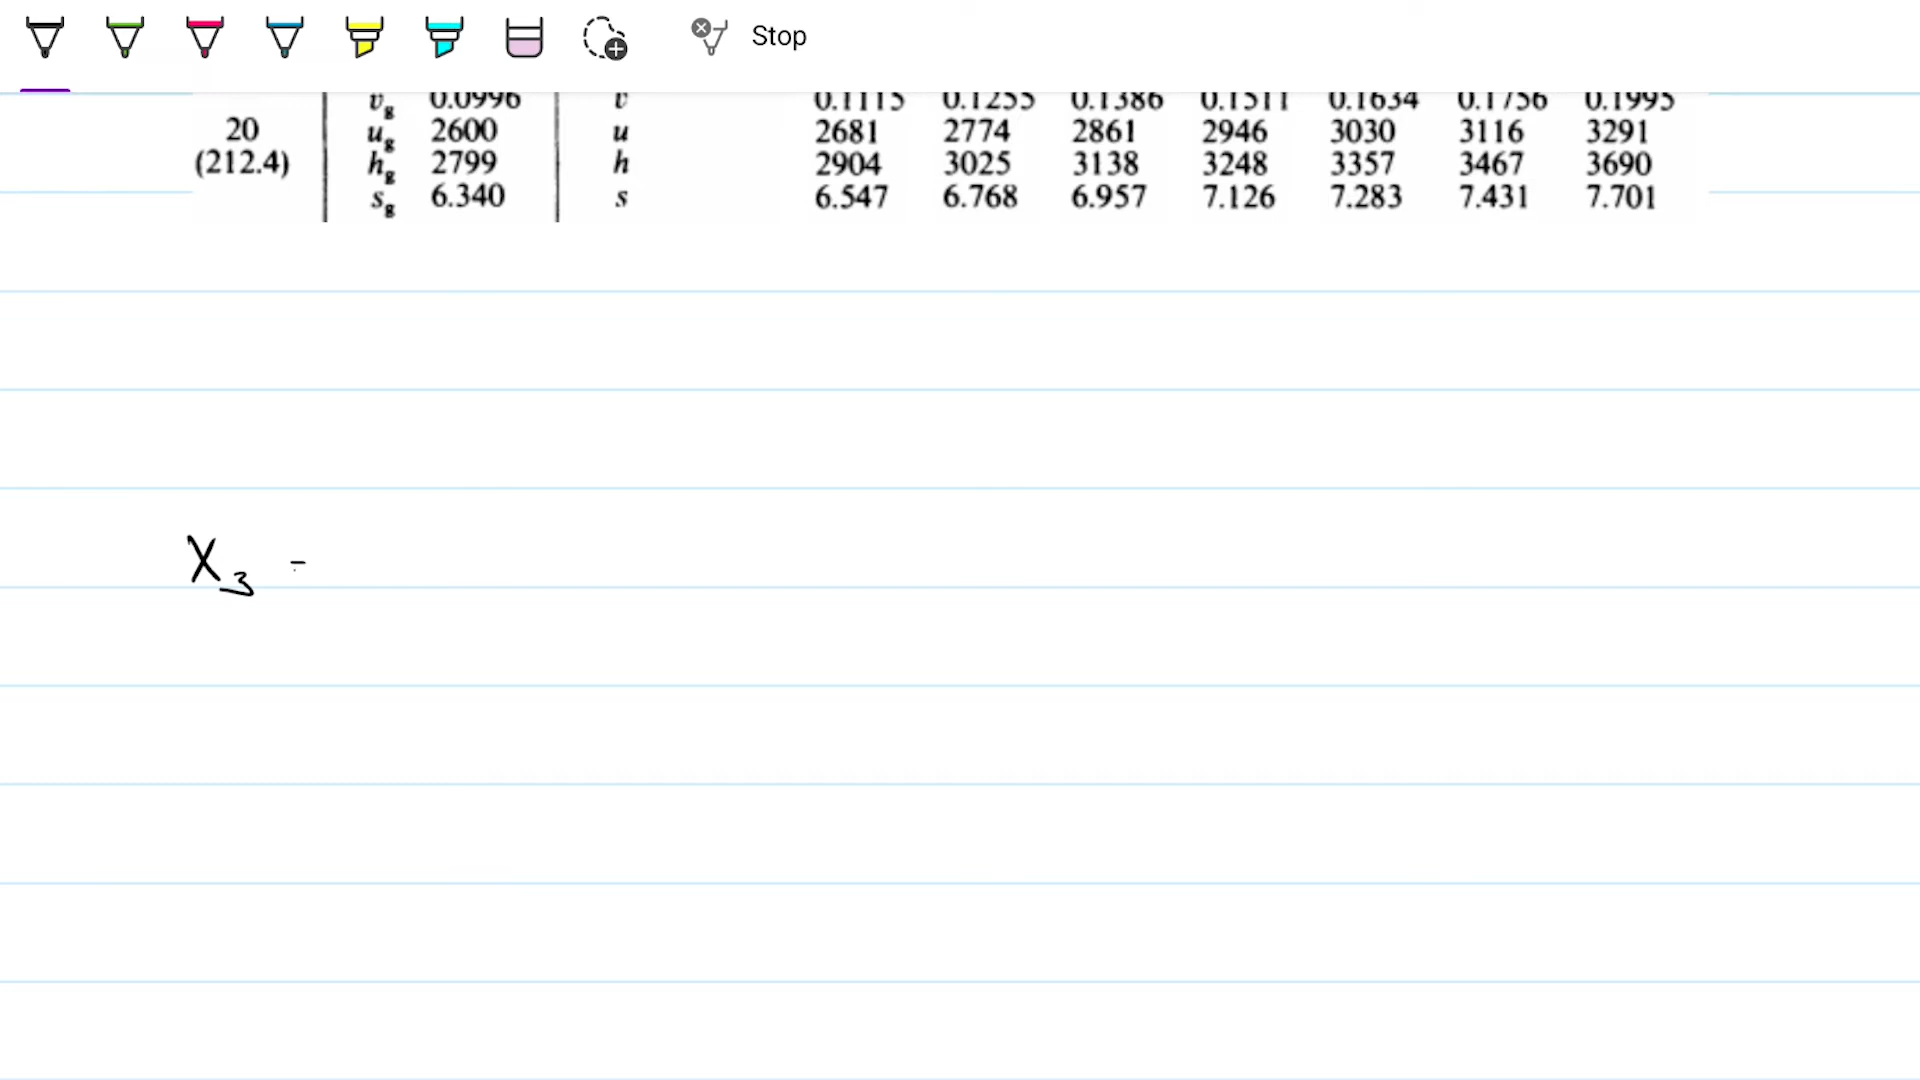 Stop
v_g 0.0996 v 0.1115 0.1255 0.1386 0.1511 0.1634 0.1756 0.1995
20 u_g 2600 u 2681 2774 2861 2946 3030 3116 3291
(212.4) h_g 2799 h 2904 3025 3138 3248 3357 3467 3690
s_g 6.340 s 6.547 6.768 6.957 7.126 7.283 7.431 7.701
X_3 -